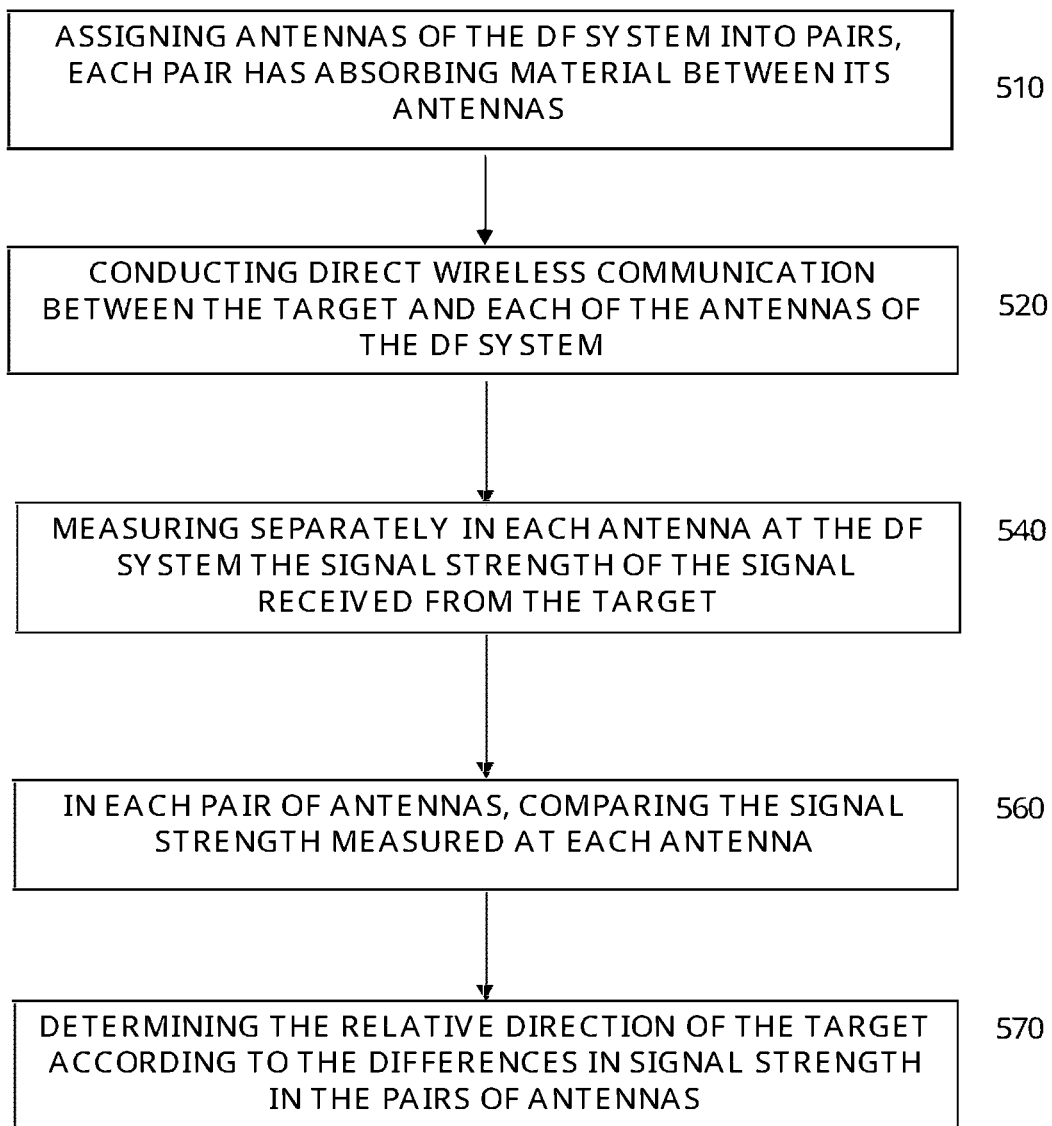 ASSIGNING ANTENNAS OF THE DF SYSTEM INTO PAIRS,
EACH PAIR HAS ABSORBING MATERIAL BETWEEN ITS
ANTENNAS
510
CONDUCTING DIRECT WIRELESS COMMUNICATION
BETWEEN THE TARGET AND EACH OF THE ANTENNAS OF
THE DF SYSTEM
520
MEASURING SEPARATELY IN EACH ANTENNA AT THE DF
SYSTEM THE SIGNAL STRENGTH OF THE SIGNAL
RECEIVED FROM THE TARGET
540
IN EACH PAIR OF ANTENNAS, COMPARING THE SIGNAL
STRENGTH MEASURED AT EACH ANTENNA
560
DETERMINING THE RELATIVE DIRECTION OF THE TARGET
ACCORDING TO THE DIFFERENCES IN SIGNAL STRENGTH
IN THE PAIRS OF ANTENNAS
570